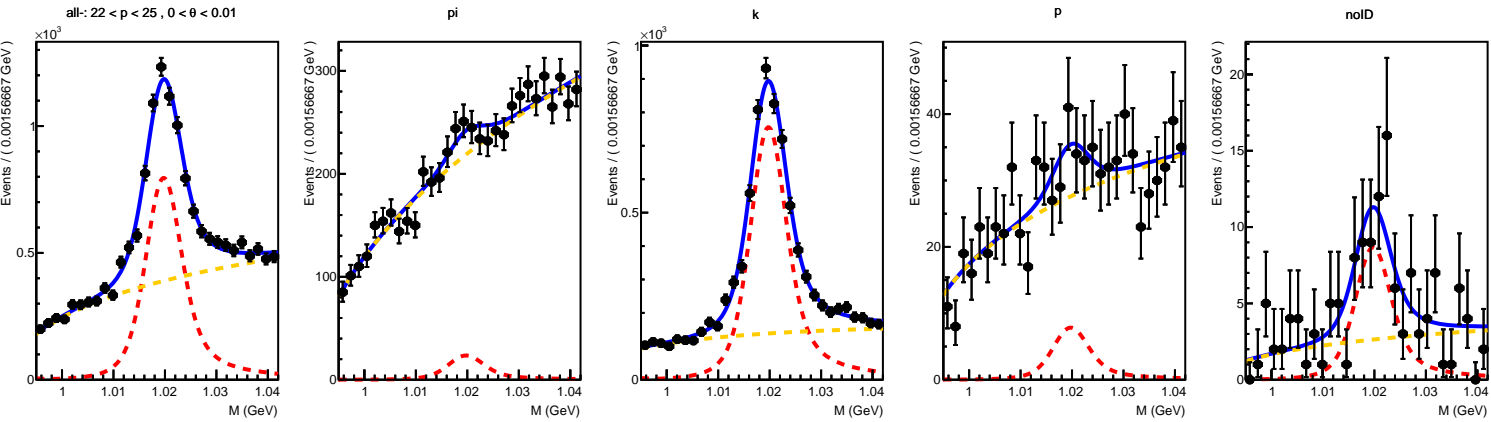 all-: 22 < p < 25 , 0 < θ < 0.01
×10³
Events / ( 0.00156667 GeV )
1
0.5
0
1 1.01 1.02 1.03 1.04
M (GeV)
pi
Events / ( 0.00156667 GeV )
300
200
100
0
1 1.01 1.02 1.03 1.04
M (GeV)
k
×10³
Events / ( 0.00156667 GeV )
1
0.5
0
1 1.01 1.02 1.03 1.04
M (GeV)
p
Events / ( 0.00156667 GeV )
40
20
0
1 1.01 1.02 1.03 1.04
M (GeV)
noID
Events / ( 0.00156667 GeV )
20
15
10
5
0
1 1.01 1.02 1.03 1.04
M (GeV)